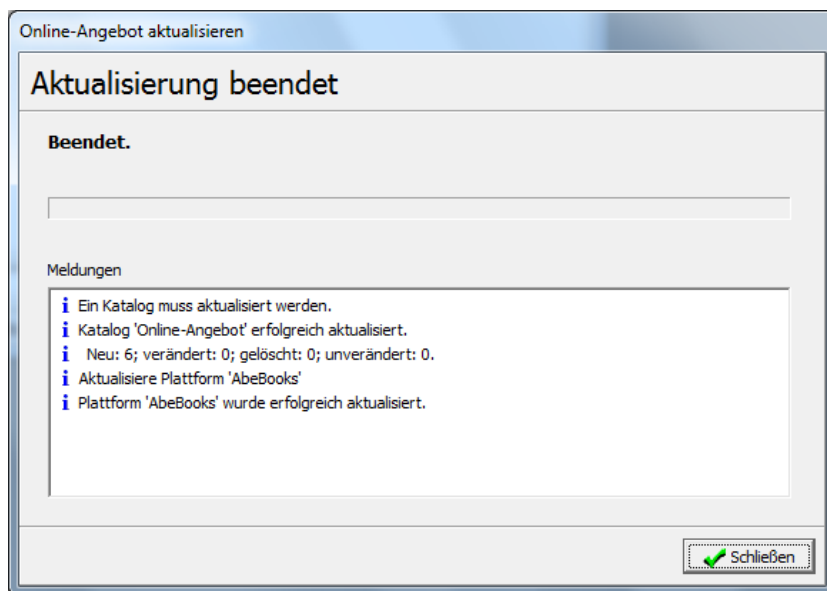 Online-Angebot aktualisieren
Aktualisierung beendet
Beendet.
Meldungen
i Ein Katalog muss aktualisiert werden.
i Katalog 'Online-Angebot' erfolgreich aktualisiert.
i Neu: 6; verändert: 0; gelöscht: 0; unverändert: 0.
i Aktualisiere Plattform 'AbeBooks'
i Plattform 'AbeBooks' wurde erfolgreich aktualisiert.
Schließen